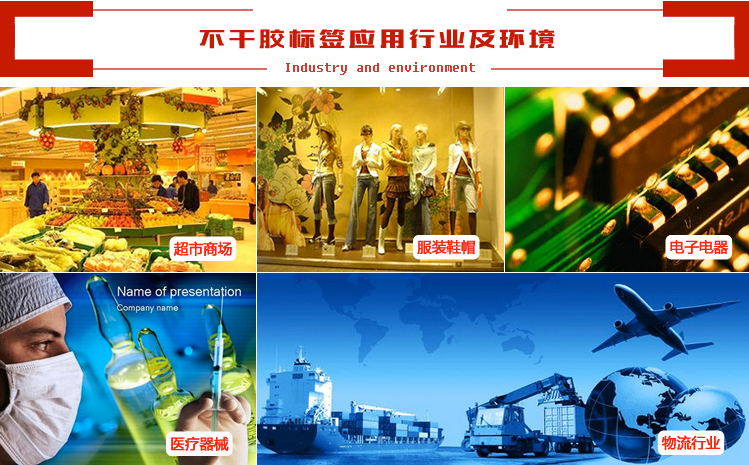 不干胶标签应用行业及环境
Industry and environment
超市商场
服装鞋帽
电子电器
Name of presentation
Company name
医疗器械
物流行业